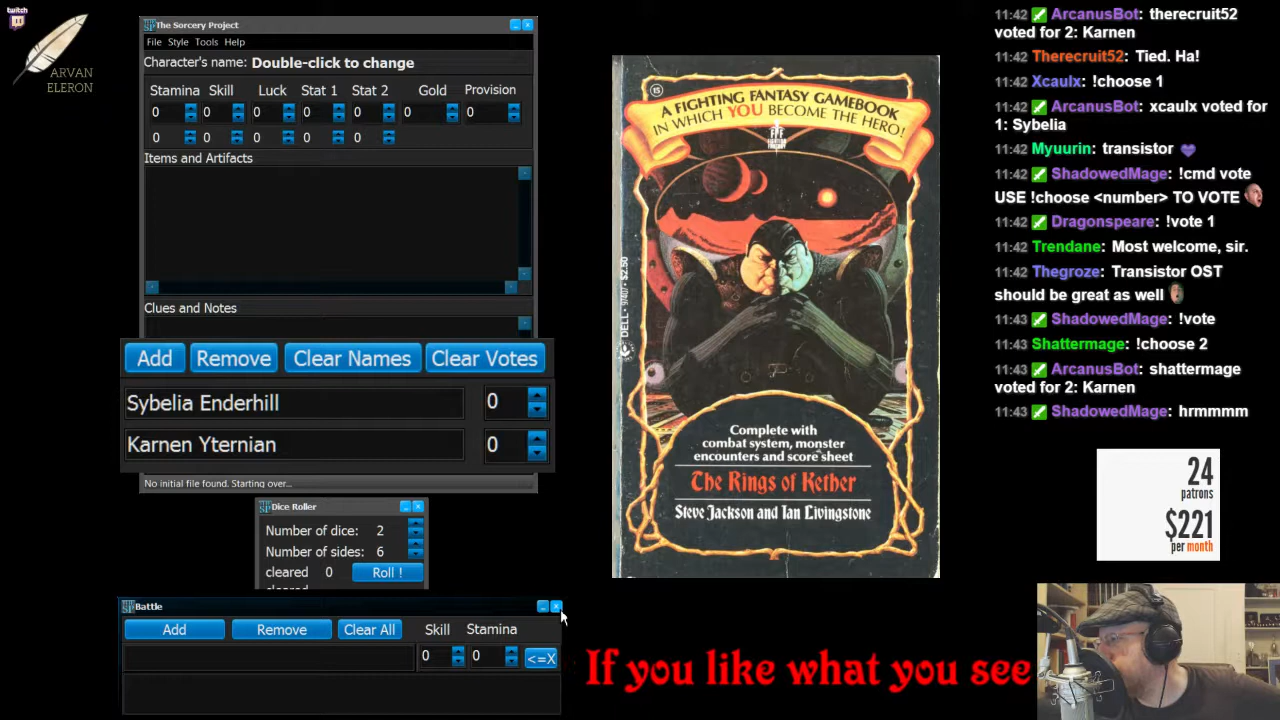 twitch
ARVAN
ELERON
The Sorcery Project
File Style Tools Help
Character's name: Double-click to change
Stamina Skill Luck Stat 1 Stat 2 Gold Provision
0 0 0 0 0 0 0
0 0 0 0 0
Items and Artifacts
Clues and Notes
Add Remove Clear Names Clear Votes
Sybelia Enderhill 0
Karnen Yternian 0
No initial file found. Starting over...
Dice Roller
Number of dice: 2
Number of sides: 6
cleared 0 Roll !
Battle
Add Remove Clear All Skill Stamina
0 0 <=X
15
A FIGHTING FANTASY GAMEBOOK
IN WHICH YOU BECOME THE HERO!
DELL • 97407 • $2.50
Complete with
combat system, monster
encounters and score sheet
The Rings of Kether
Steve Jackson and Ian Livingstone
If you like what you see
11:42 ArcanusBot: therecruit52
voted for 2: Karnen
11:42 Therecruit52: Tied. Ha!
11:42 Xcaulx: !choose 1
11:42 ArcanusBot: xcaulx voted for
1: Sybelia
11:42 Myuurin: transistor
11:42 ShadowedMage: !cmd vote
USE !choose <number> TO VOTE
11:42 Dragonspeare: !vote 1
11:42 Trendane: Most welcome, sir.
11:42 Thegroze: Transistor OST
should be great as well
11:43 ShadowedMage: !vote
11:43 Shattermage: !choose 2
11:43 ArcanusBot: shattermage
voted for 2: Karnen
11:43 ShadowedMage: hrmmmm
24
patrons
$221
per month